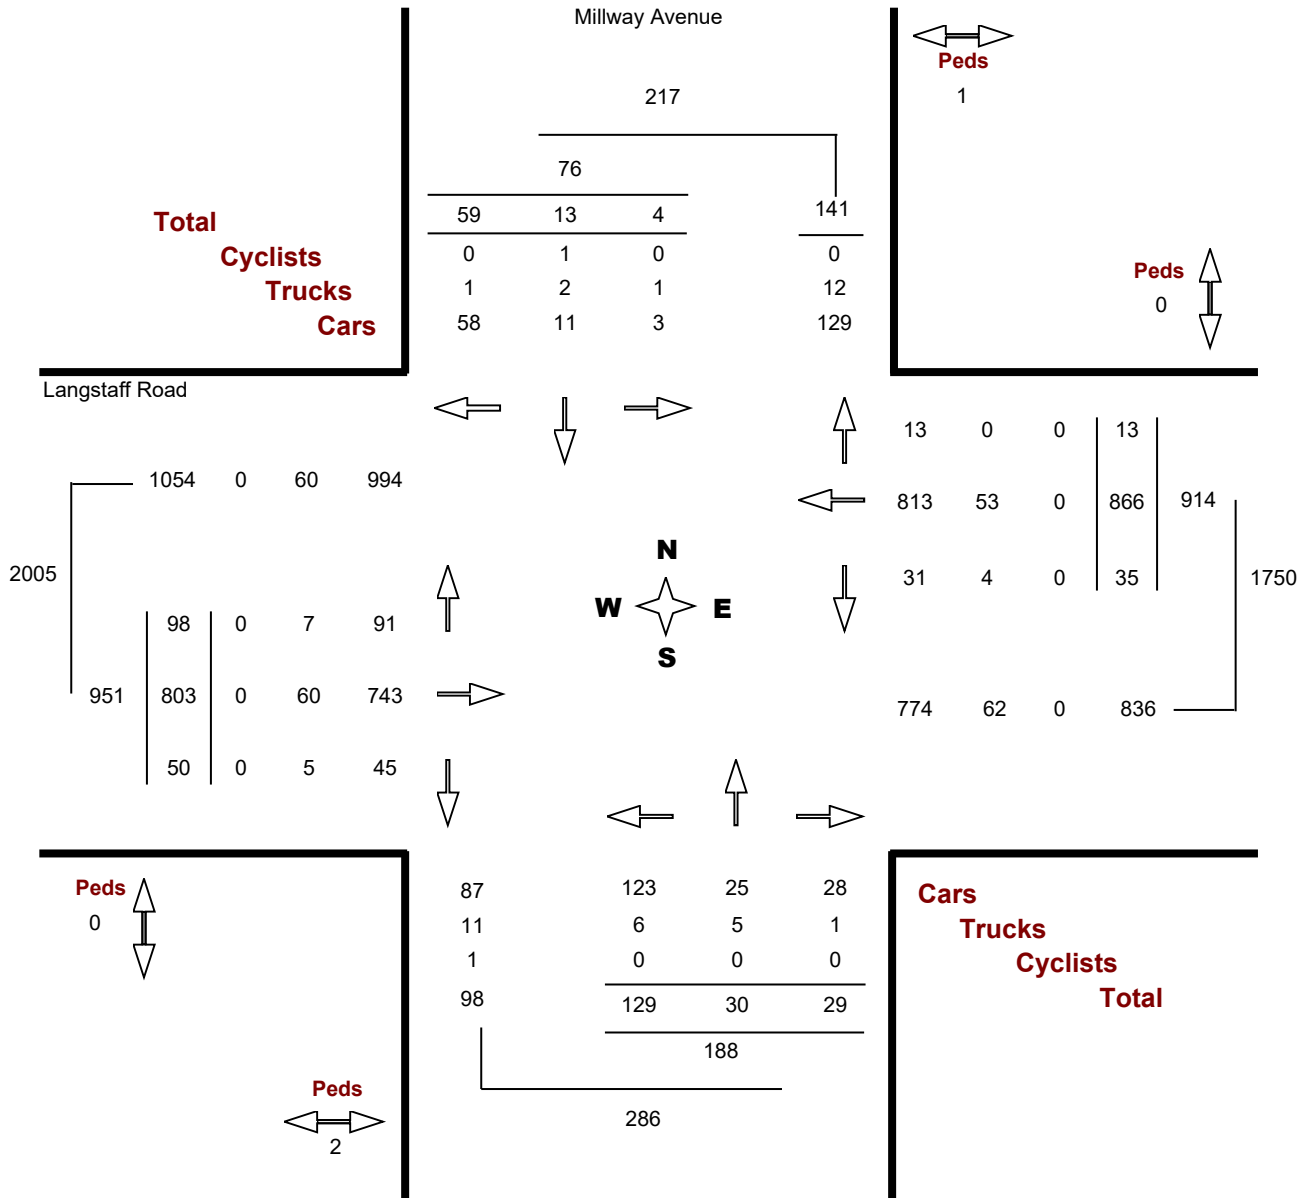 Millway Avenue
Peds
1
217
76
59 13 4 141
Total
0 1 0 0
Cyclists
1 2 1 12
Trucks
58 11 3 129
Cars
Peds
0
Langstaff Road
13 0 0 13
1054 0 60 994
813 53 0 866 914
N
2005
W E
31 4 0 35 1750
S
98 0 7 91
951 803 0 60 743
774 62 0 836
50 0 5 45
Peds
0
87 123 25 28
Cars
11 6 5 1
Trucks
1 0 0 0
Cyclists
98 129 30 29
Total
188
Peds
2
286